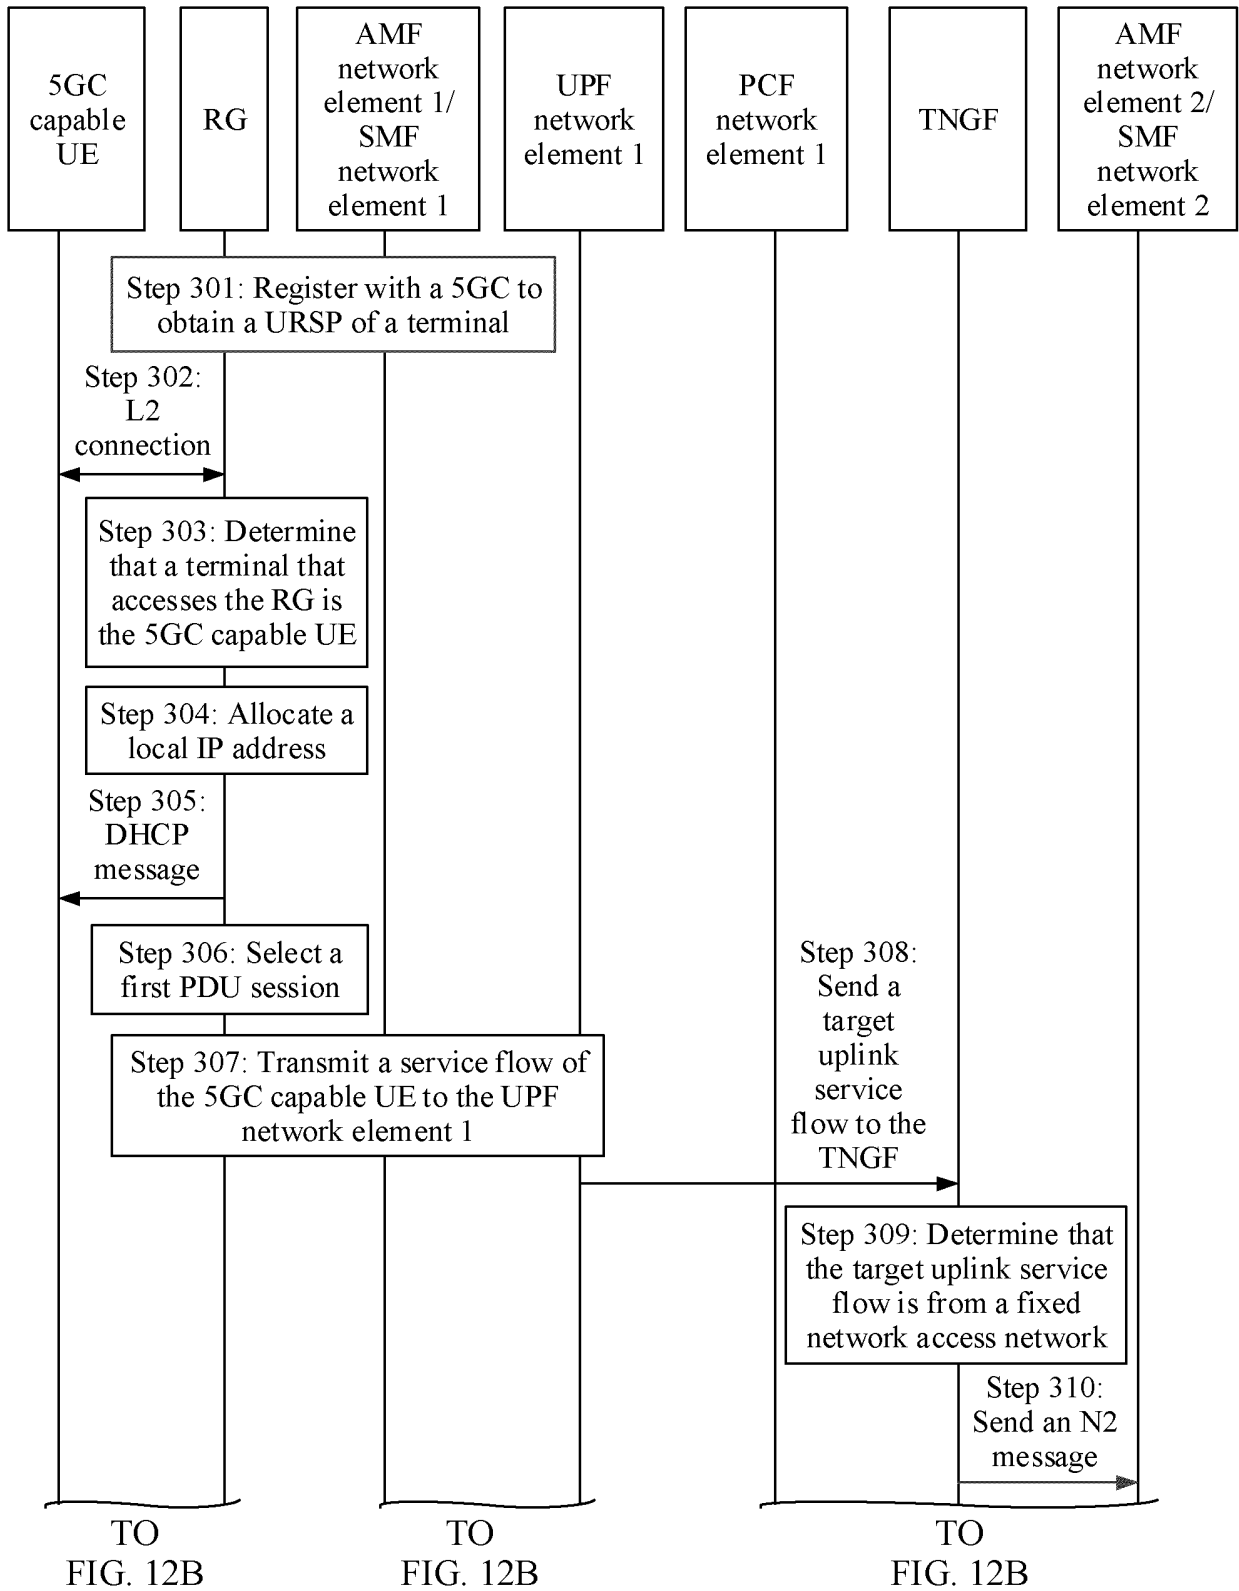 5GC
capable
UE
RG
AMF
network
element 1/
SMF
network
element 1
UPF
network
element 1
PCF
network
element 1
TNGF
AMF
network
element 2/
SMF
network
element 2
Step 301: Register with a 5GC to
obtain a URSP of a terminal
Step 302:
L2
connection
Step 303: Determine
that a terminal that
accesses the RG is
the 5GC capable UE
Step 304: Allocate a
local IP address
Step 305:
DHCP
message
Step 306: Select a
first PDU session
Step 307: Transmit a service flow of
the 5GC capable UE to the UPF
network element 1
Step 308:
Send a
target
uplink
service
flow to the
TNGF
Step 309: Determine that
the target uplink service
flow is from a fixed
network access network
Step 310:
Send an N2
message
TO
FIG. 12B
TO
FIG. 12B
TO
FIG. 12B